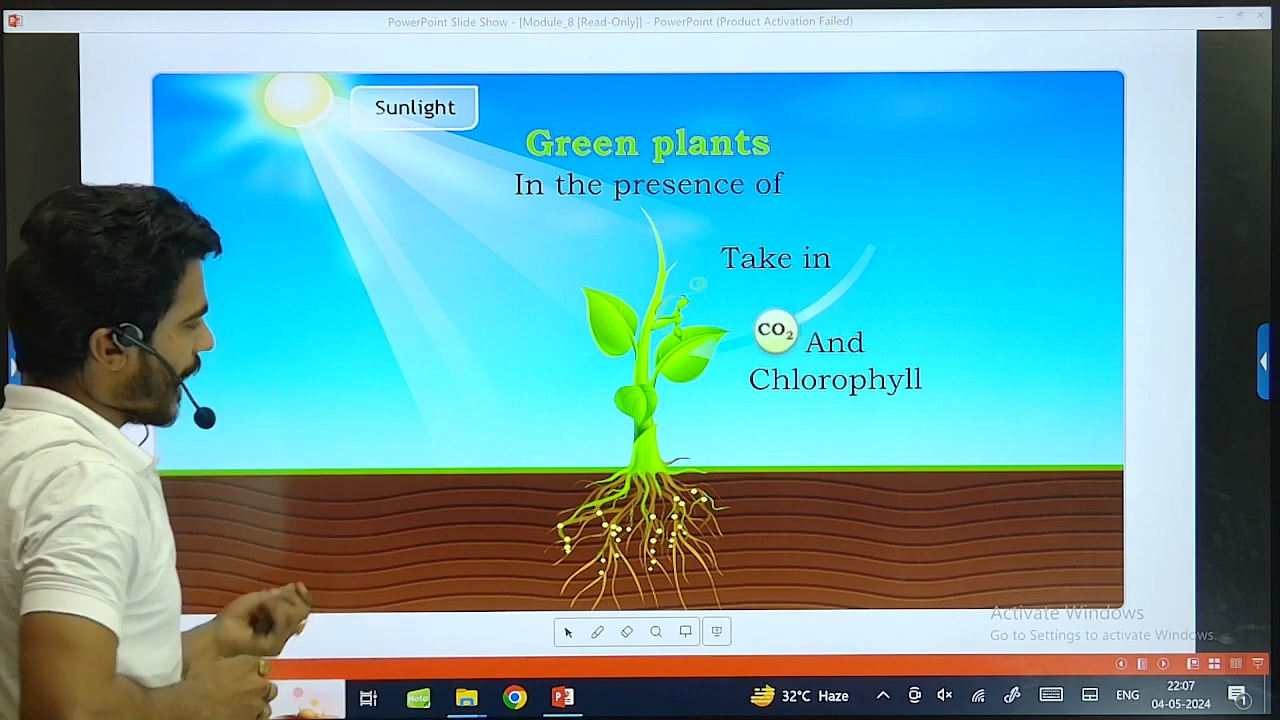 PowerPoint Slide Show - [Module_8 [Read-Only]] - PowerPoint (Product Activation Failed)
Sunlight
Green plants
In the presence of
Take in
CO₂
And
Chlorophyll
Activate Windows
Go to Settings to activate Windows.
Note
32°C Haze
ENG
22:07
04-05-2024
1